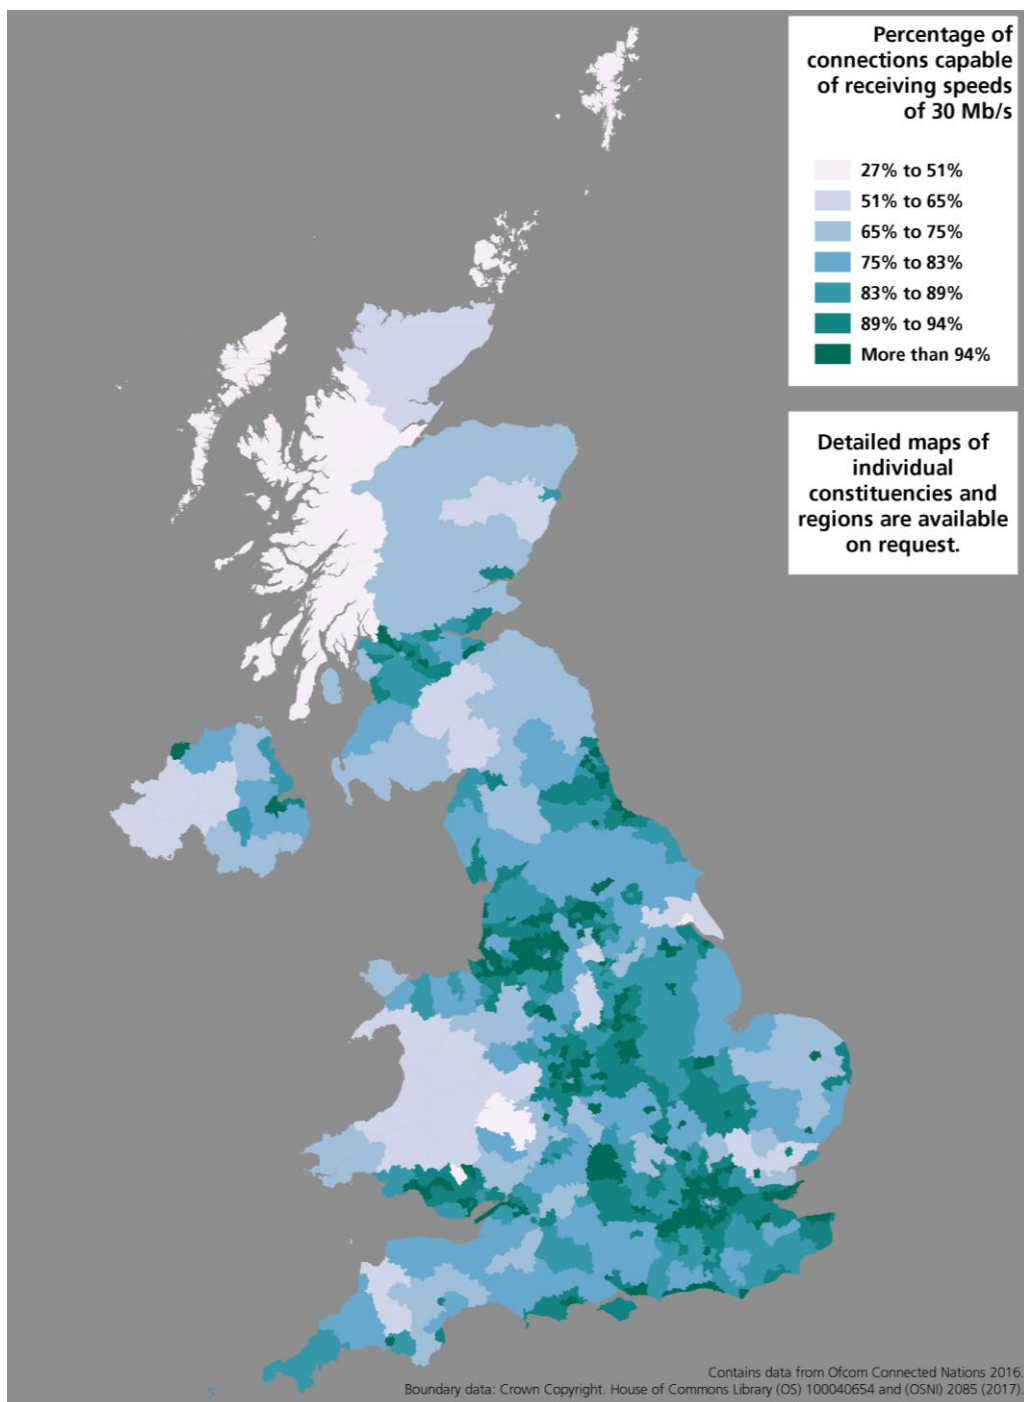 Percentage of
connections capable
of receiving speeds
of 30 Mb/s
27% to 51%
51% to 65%
65% to 75%
75% to 83%
83% to 89%
89% to 94%
More than 94%
Detailed maps of
individual
constituencies and
regions are available
on request.
Contains data from Ofcom Connected Nations 2016.
Boundary data: Crown Copyright. House of Commons Library (OS) 100040654 and (OSNI) 2085 (2017).